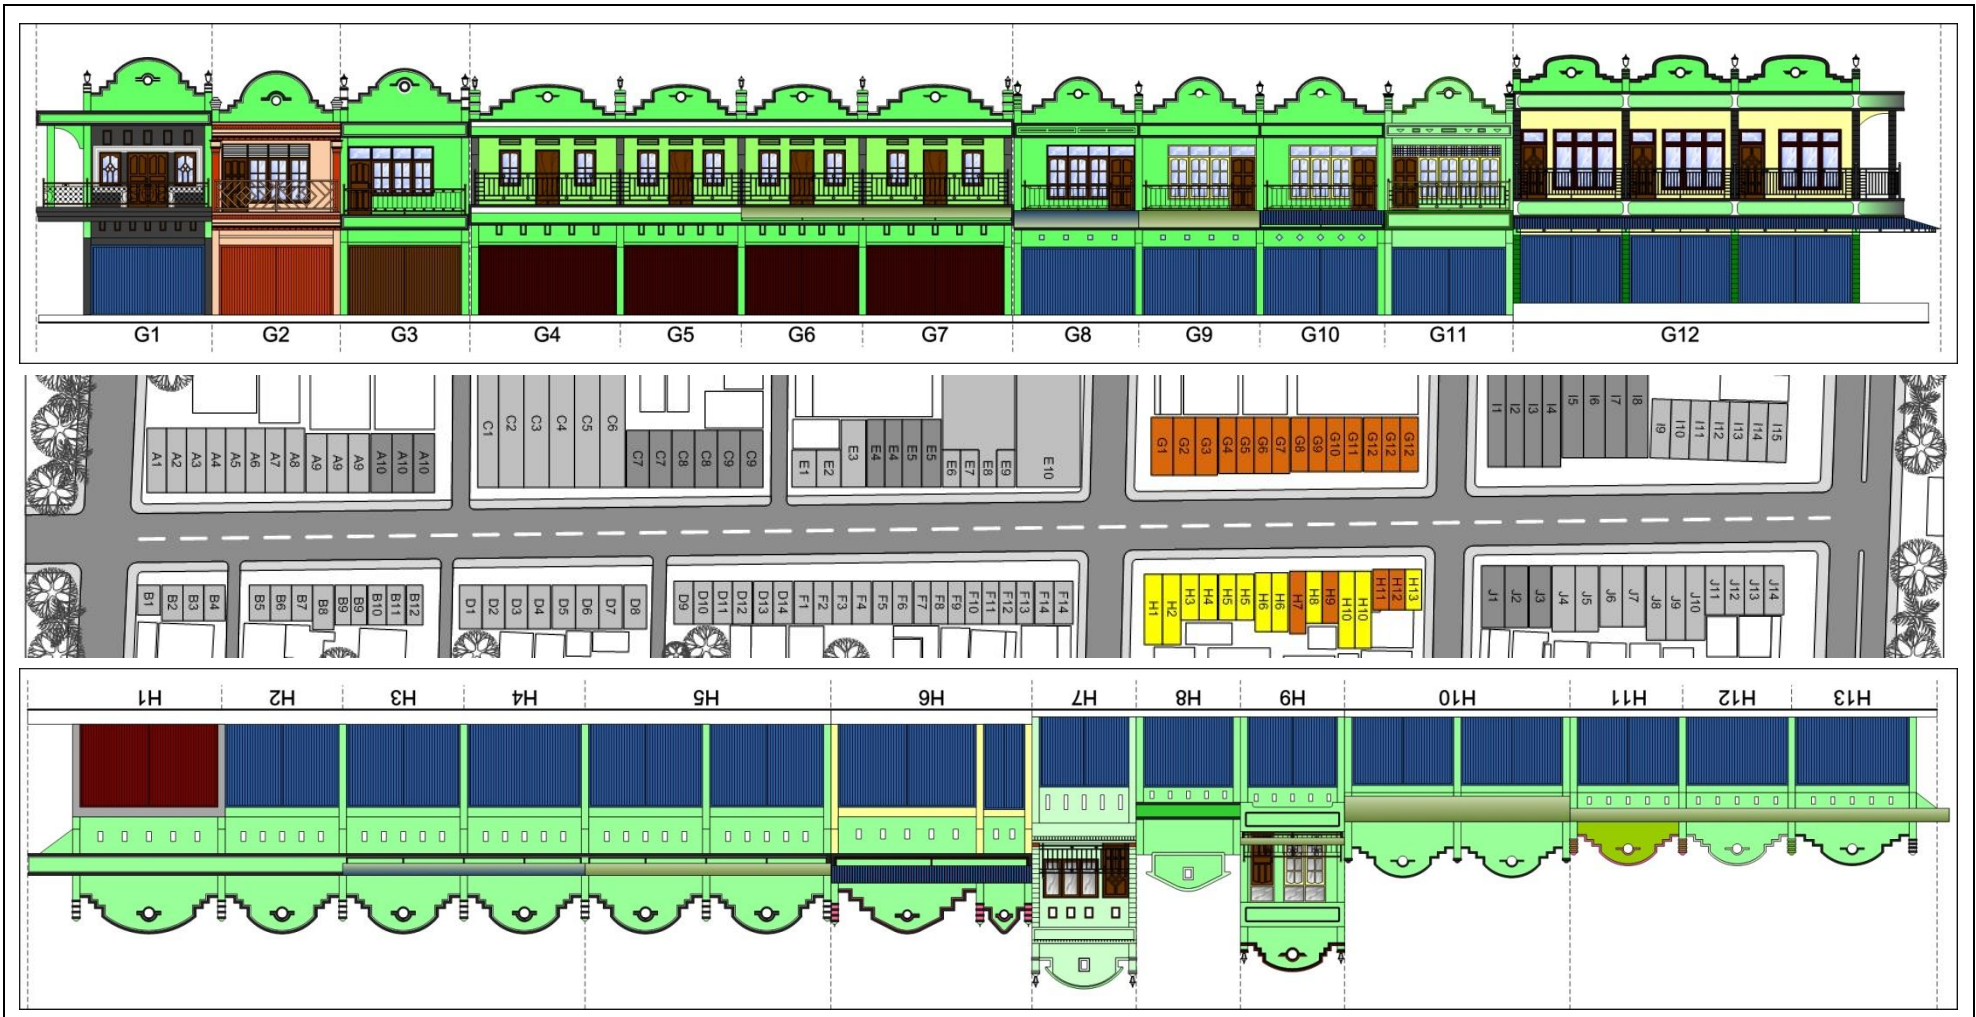 G1 G2 G3 G4 G5 G6 G7 G8 G9 G10 G11 G12
A1 A2 A3 A4 A5 A6 A7 A8 A9 A9 A9 A10 A10 A10
C1 C2 C3 C4 C5 C6 C7 C7 C8 C8 C9 C9
E1 E2 E3 E4 E4 E5 E5 E6 E7 E8 E9 E10
G1 G2 G3 G4 G5 G6 G7 G8 G9 G10 G11 G12 G12 G12
I1 I2 I3 I4 I5 I6 I7 I8 I9 I10 I11 I12 I13 I14 I15
B1 B2 B3 B4 B5 B6 B7 B8 B9 B9 B10 B11 B12
D1 D2 D3 D4 D5 D6 D7 D8
D9 D10 D11 D12 D13 D14 F1 F2 F3 F4 F5 F6 F7 F8 F9 F10 F11 F12 F13 F14 F14
H1 H2 H3 H4 H5 H5 H6 H6 H7 H8 H9 H10 H10 H11 H12 H13
J1 J2 J3 J4 J5 J6 J7 J8 J9 J10 J11 J12 J13 J14
H1 H2 H3 H4 H5 H6 H7 H8 H9 H10 H11 H12 H13